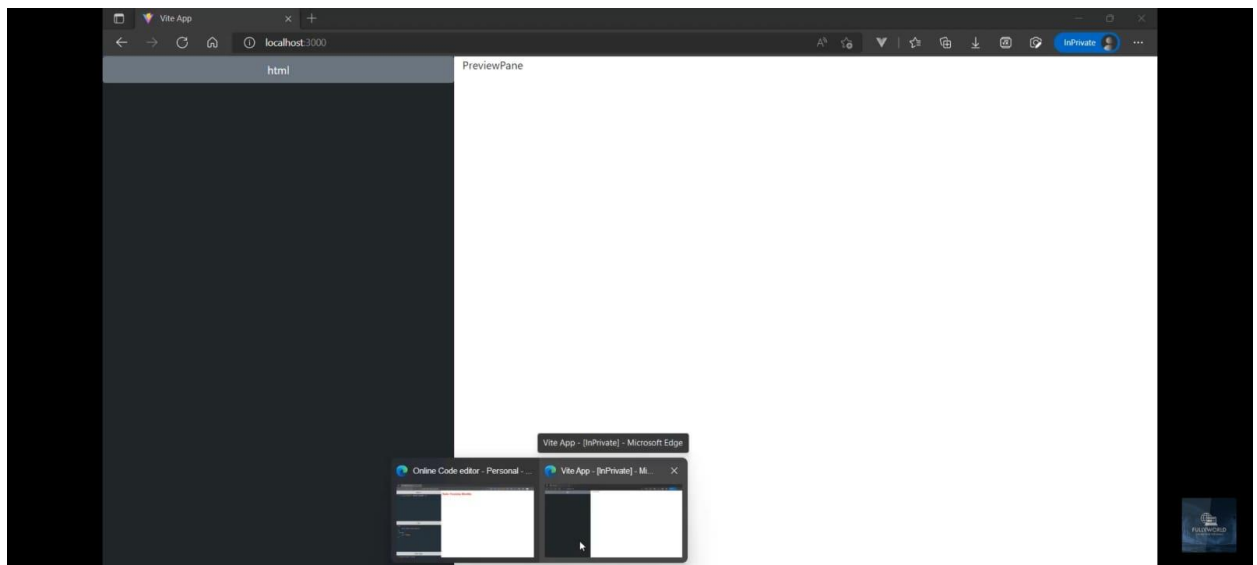 Vite App
localhost:3000
InPrivate
html
PreviewPane
Vite App - [InPrivate] - Microsoft Edge
Online Code editor - Personal - ...
Vite App - [InPrivate] - Mi...
FULLYWORLD